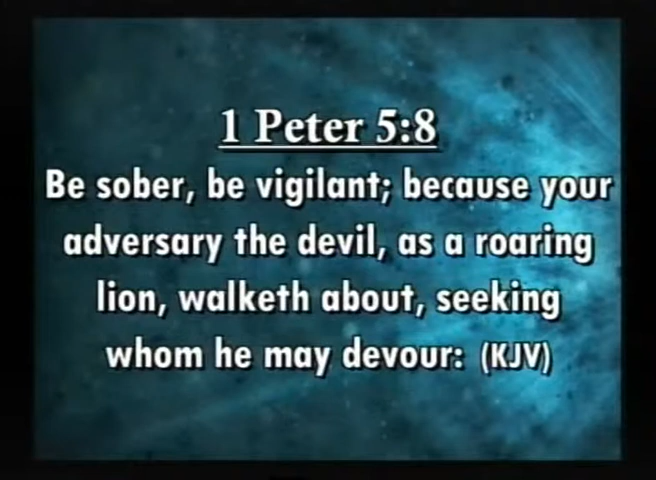 1 Peter 5:8
Be sober, be vigilant; because your
adversary the devil, as a roaring
lion, walketh about, seeking
whom he may devour: (KJV)